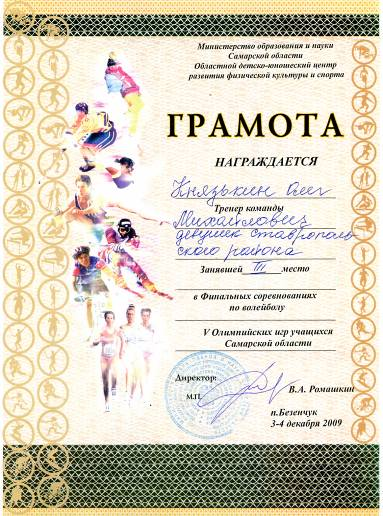 Министерство образования и науки
Самарской области
Областной детско-юношеский центр
развития физической культуры и спорта
ГРАМОТА
НАГРАЖДАЕТСЯ
Князькин Олег
Тренер команды
Михайлович
девушек Ставрополь-
ского района
Занявшей III место
в Финальных соревнованиях
по волейболу
V Олимпийских игр учащихся
Самарской области
Директор:
М.П.
В.А. Ромашкин
п.Безенчук
3-4 декабря 2009